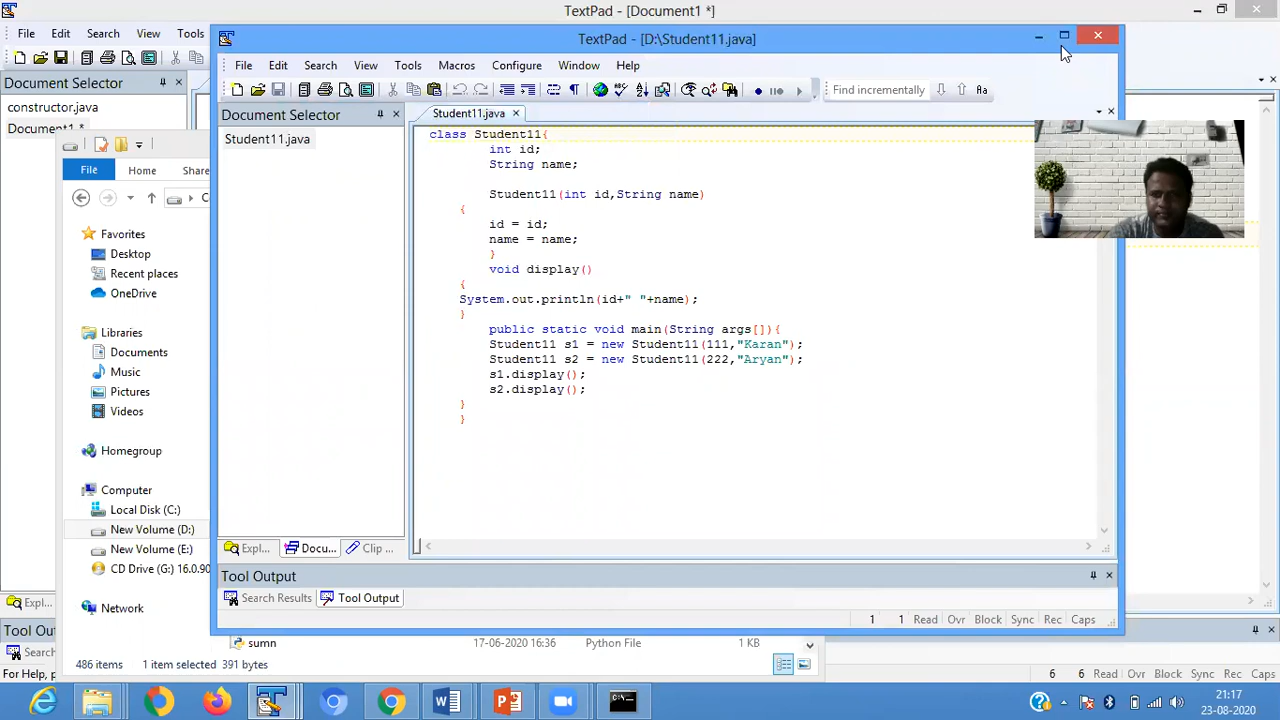 TextPad - [Document1 *]
File Edit Search View Tools
TextPad - [D:\Student11.java]
File Edit Search View Tools Macros Configure Window Help
Find incrementally
Document Selector
constructor.java
Document1 *
Document Selector
Student11.java
Student11.java
File Home Share
Favorites
Desktop
Recent places
OneDrive
Libraries
Documents
Music
Pictures
Videos
Homegroup
Computer
Local Disk (C:)
New Volume (D:)
New Volume (E:)
CD Drive (G:) 16.0.90
Network
class Student11{
int id;
String name;
Student11(int id,String name)
{
id = id;
name = name;
}
void display()
{
System.out.println(id+" "+name);
}
public static void main(String args[]){
Student11 s1 = new Student11(111,"Karan");
Student11 s2 = new Student11(222,"Aryan");
s1.display();
s2.display();
}
}
Expl... Docu... Clip ...
Tool Output
Search Results Tool Output
1 1 Read Ovr Block Sync Rec Caps
sumn 17-06-2020 16:36 Python File 1 KB
486 items 1 item selected 391 bytes
Expl...
Tool Out
Search
For Help, p
6 6 Read Ovr Block Sync Rec Caps
21:17
23-08-2020